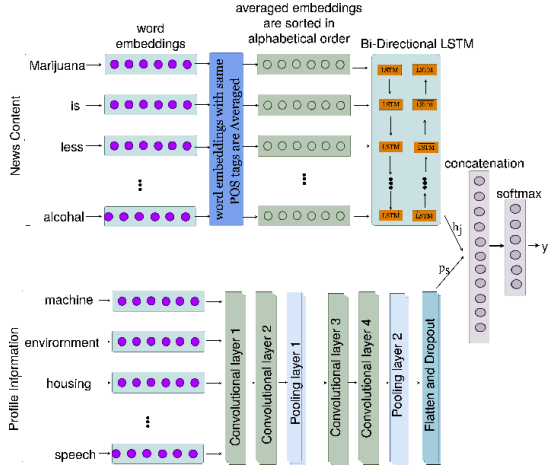 averaged embeddings
are sorted in
alphabetical order
word
embeddings
Bi-Directional LSTM
News Content
Marijuana
is
less
alcohal
word embeddings with same
POS tags are Averaged
LSTM LSTM
LSTM LSTM
LSTM LSTM
LSTM LSTM
concatenation
softmax
hj
ps
y
Profile Information
machine
envirornment
housing
speech
Convolutional layer 1
Convolutional layer 2
Pooling layer 1
Convolutional layer 3
Convolutional layer 4
Pooling layer 2
Flatten and Dropout